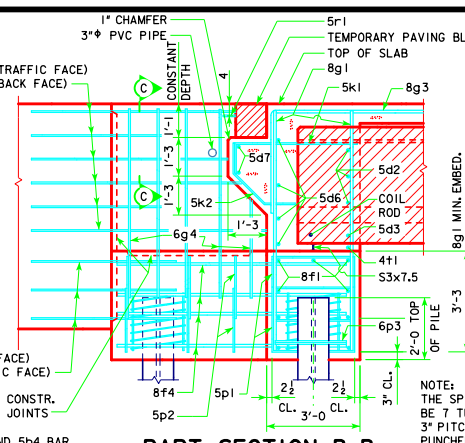 1" CHAMFER
3"φ PVC PIPE
5r1
TEMPORARY PAVING BL
TOP OF SLAB
(TRAFFIC FACE)
BACK FACE)
C
CONSTANT
DEPTH
4
8g1
5k1
8g3
1'-1
1'-3
1'-3
C
5d7
5k2
1'-3
6g4
5d6
5d2
COIL
ROD
5d3
4t1
S3x7.5
8f1
8g1 MIN. EMBED.
3'-3
2'-0 TOP
OF PILE
6p3
FACE)
C FACE)
CONSTR.
JOINTS
8f4
5p2
5p1
2½
CL.
2½
CL.
3'-0
3" CL.
NOTE:
THE SP
BE 7 T
3" PITC
PUNCHE
ND 5b4 BAR
PART SECTION B-B